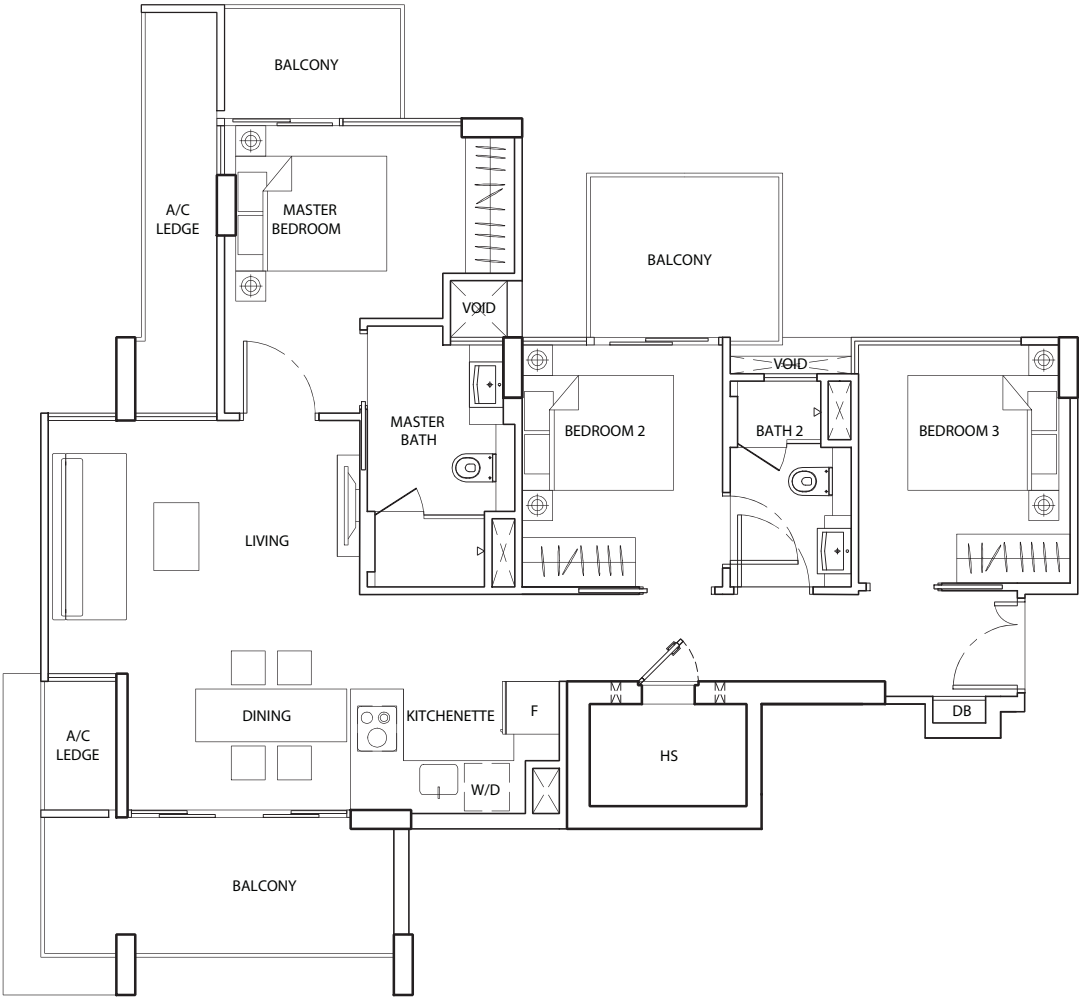 BALCONY
A/C
LEDGE
MASTER
BEDROOM
BALCONY
VOID
VOID
MASTER
BATH
BEDROOM 2
BATH 2
BEDROOM 3
LIVING
DINING
KITCHENETTE
F
DB
A/C
LEDGE
HS
W/D
BALCONY